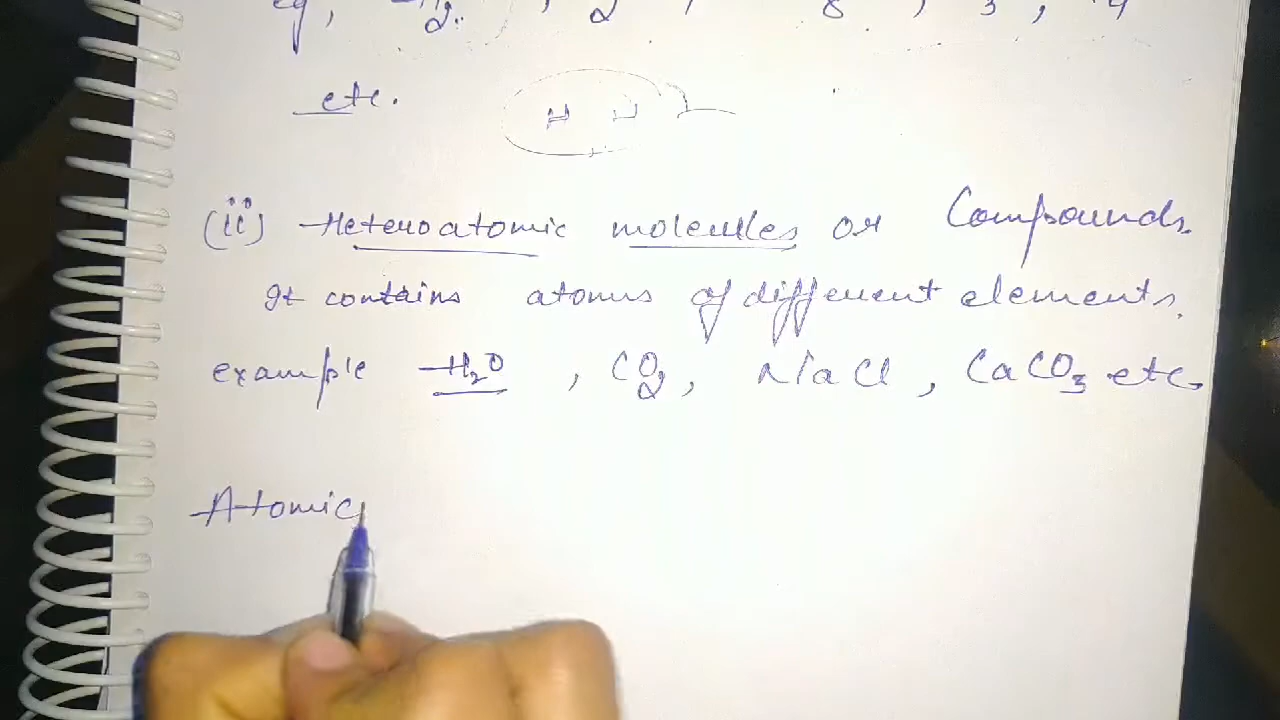 eg,
etc.
H H
(ii) Heteroatomic molecules or Compounds.
It contains atoms of different elements.
example H₂O , CO₂, NaCl , CaCO₃ etc.
Atomic